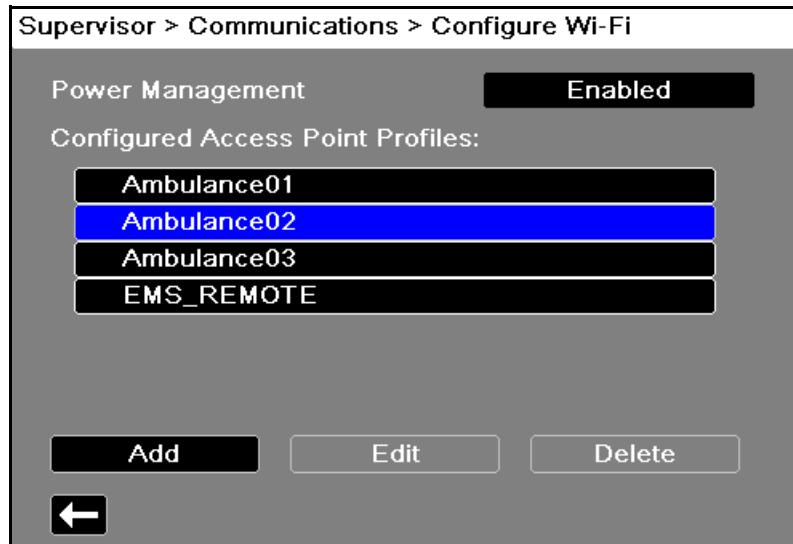 Supervisor > Communications > Configure Wi-Fi
Power Management Enabled
Configured Access Point Profiles:
Ambulance01
Ambulance02
Ambulance03
EMS_REMOTE
Add Edit Delete